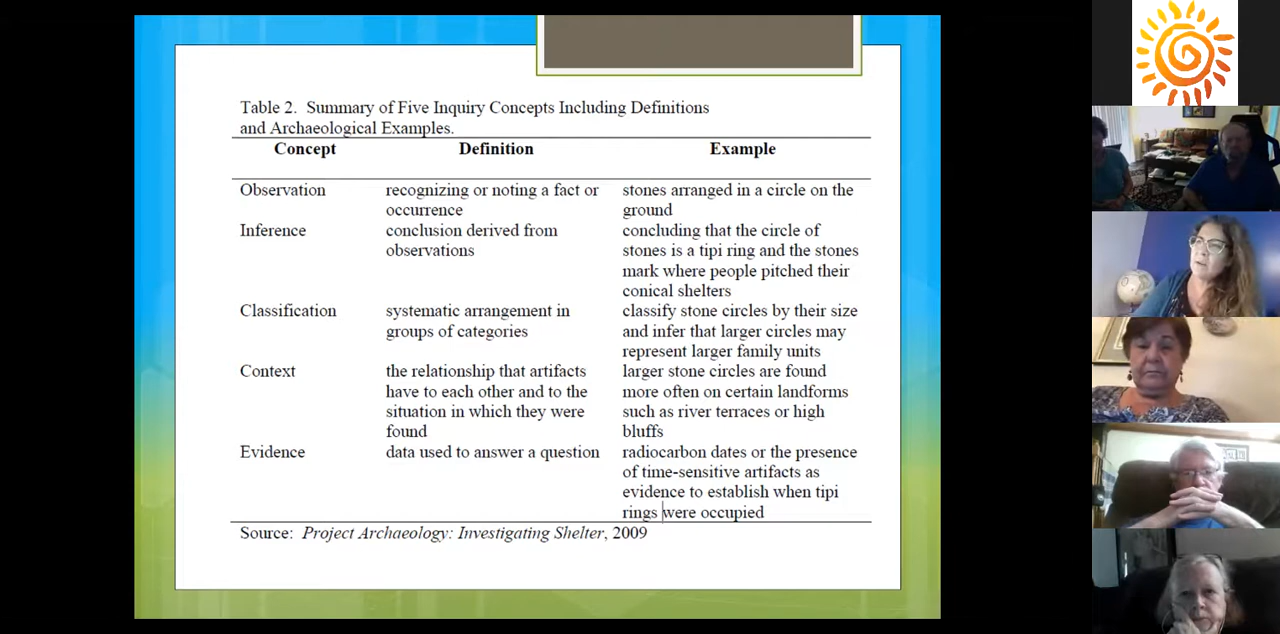 Table 2. Summary of Five Inquiry Concepts Including Definitions
and Archaeological Examples.
Concept Definition Example
Observation recognizing or noting a fact or occurrence stones arranged in a circle on the ground
Inference conclusion derived from observations concluding that the circle of stones is a tipi ring and the stones mark where people pitched their conical shelters
Classification systematic arrangement in groups of categories classify stone circles by their size and infer that larger circles may represent larger family units
Context the relationship that artifacts have to each other and to the situation in which they were found larger stone circles are found more often on certain landforms such as river terraces or high bluffs
Evidence data used to answer a question radiocarbon dates or the presence of time-sensitive artifacts as evidence to establish when tipi rings were occupied
Source: Project Archaeology: Investigating Shelter, 2009